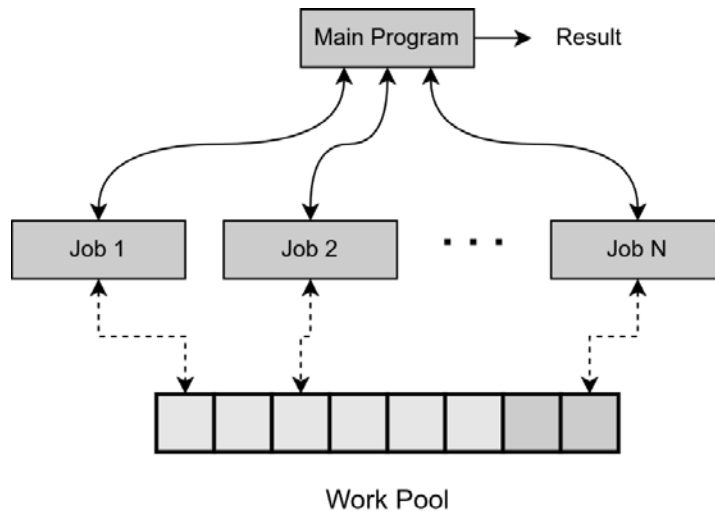 Main Program
Result
Job 1
Job 2
. . .
Job N
Work Pool